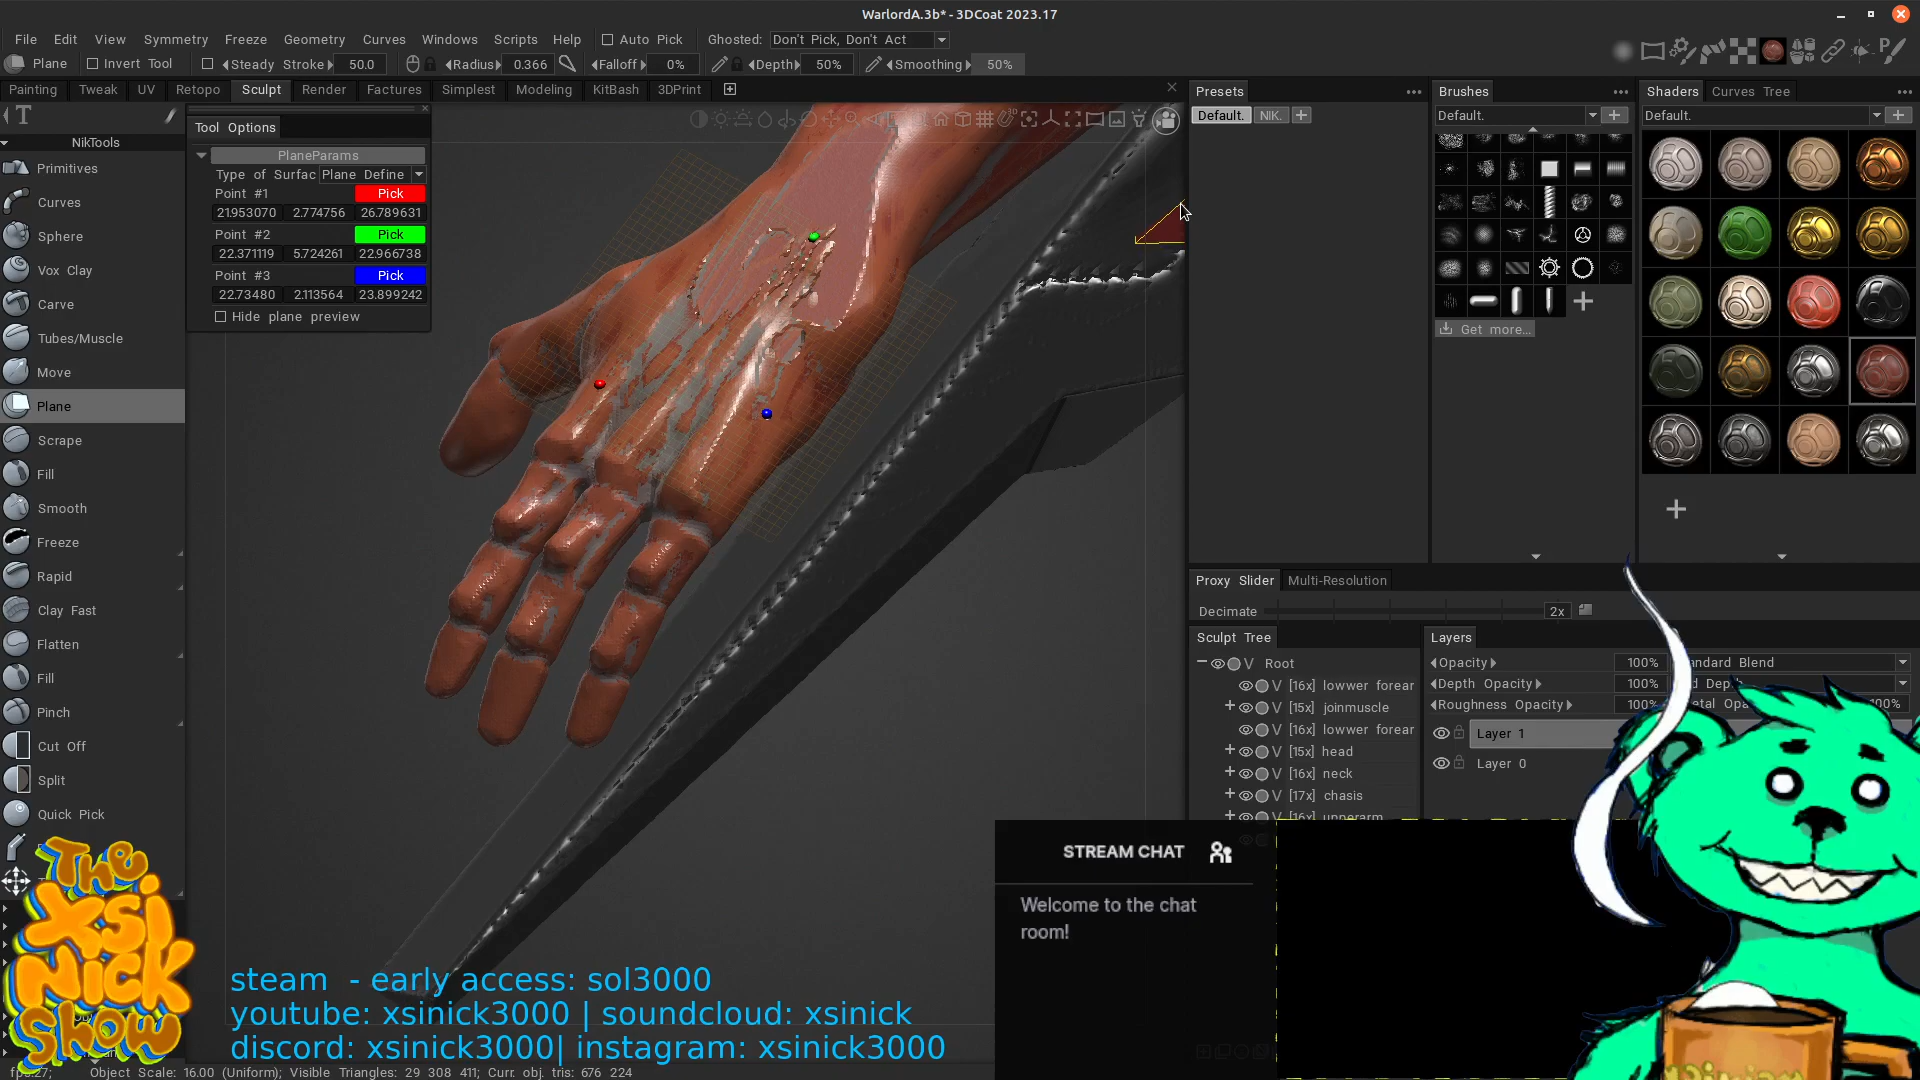 WarlordA.3b* - 3DCoat 2023.17
File Edit View Symmetry Freeze Geometry Curves Windows Scripts Help Auto Pick Ghosted: Don't Pick, Don't Act
Plane Invert Tool Steady Stroke 50.0 Radius 0.366 Falloff 0% Depth 50% Smoothing 50%
Painting Tweak UV Retopo Sculpt Render Factures Simplest Modeling KitBash 3DPrint
NikTools
Primitives
Curves
Sphere
Vox Clay
Carve
Tubes/Muscle
Move
Plane
Scrape
Fill
Smooth
Freeze
Rapid
Clay Fast
Flatten
Fill
Pinch
Cut Off
Split
Quick Pick
Tool Options
PlaneParams
Type of Surfac Plane Define
Point #1 Pick
21.953070 2.774756 26.789631
Point #2 Pick
22.371119 5.724261 22.966738
Point #3 Pick
22.73480 2.113564 23.899242
Hide plane preview
Presets
Default. NIK.
Brushes
Default.
Get more...
Shaders Curves Tree
Default.
Proxy Slider Multi-Resolution
Decimate 2x
Sculpt Tree
Root
[16x] lowwer forear
[15x] joinmuscle
[16x] lowwer forear
[15x] head
[16x] neck
[17x] chasis
[16x] upperarm
Layers
Opacity 100% andard Blend
Depth Opacity 100%
Roughness Opacity 100% 100%
Layer 1
Layer 0
STREAM CHAT
Welcome to the chat
room!
The
XSI
Nick
Show
steam - early access: sol3000
youtube: xsinick3000 | soundcloud: xsinick
discord: xsinick3000| instagram: xsinick3000
fps:27; Object Scale: 16.00 (Uniform); Visible Triangles: 29 308 411; Curr. obj. tris: 676 224